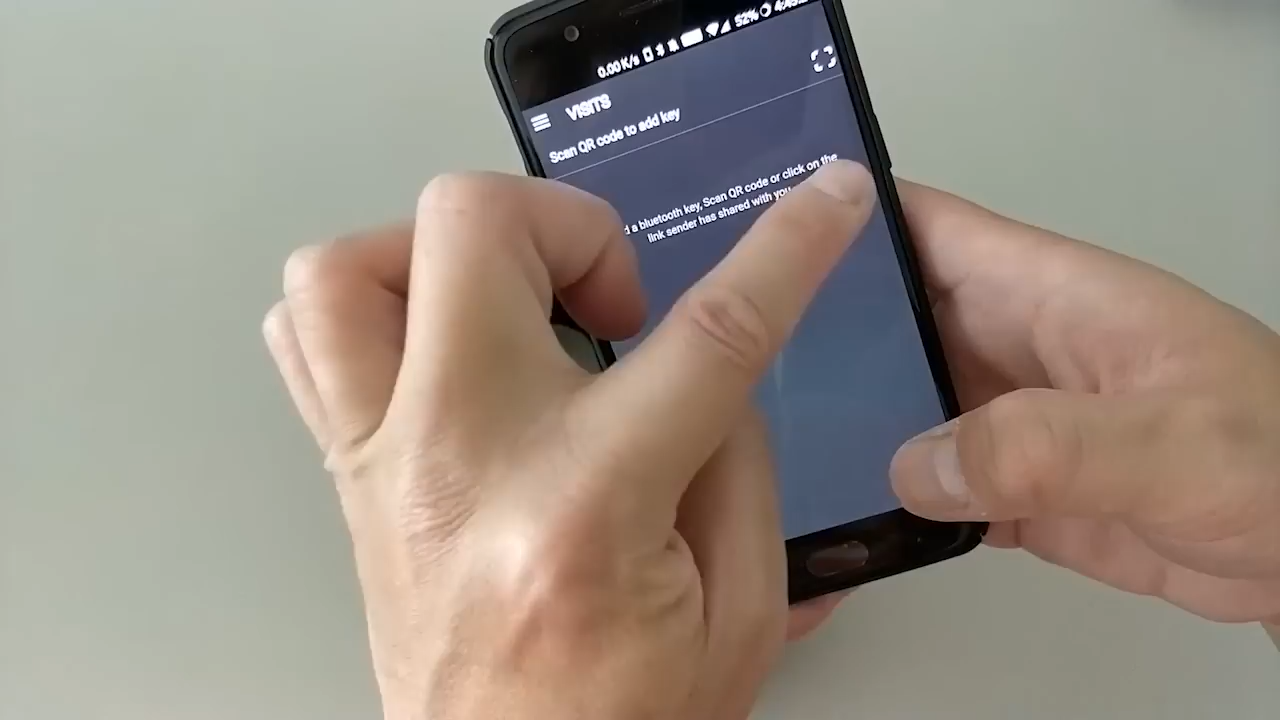 0.00 K/s 52%
VISITS
Scan QR code to add key
a bluetooth key, Scan QR code or click on the
link sender has shared with